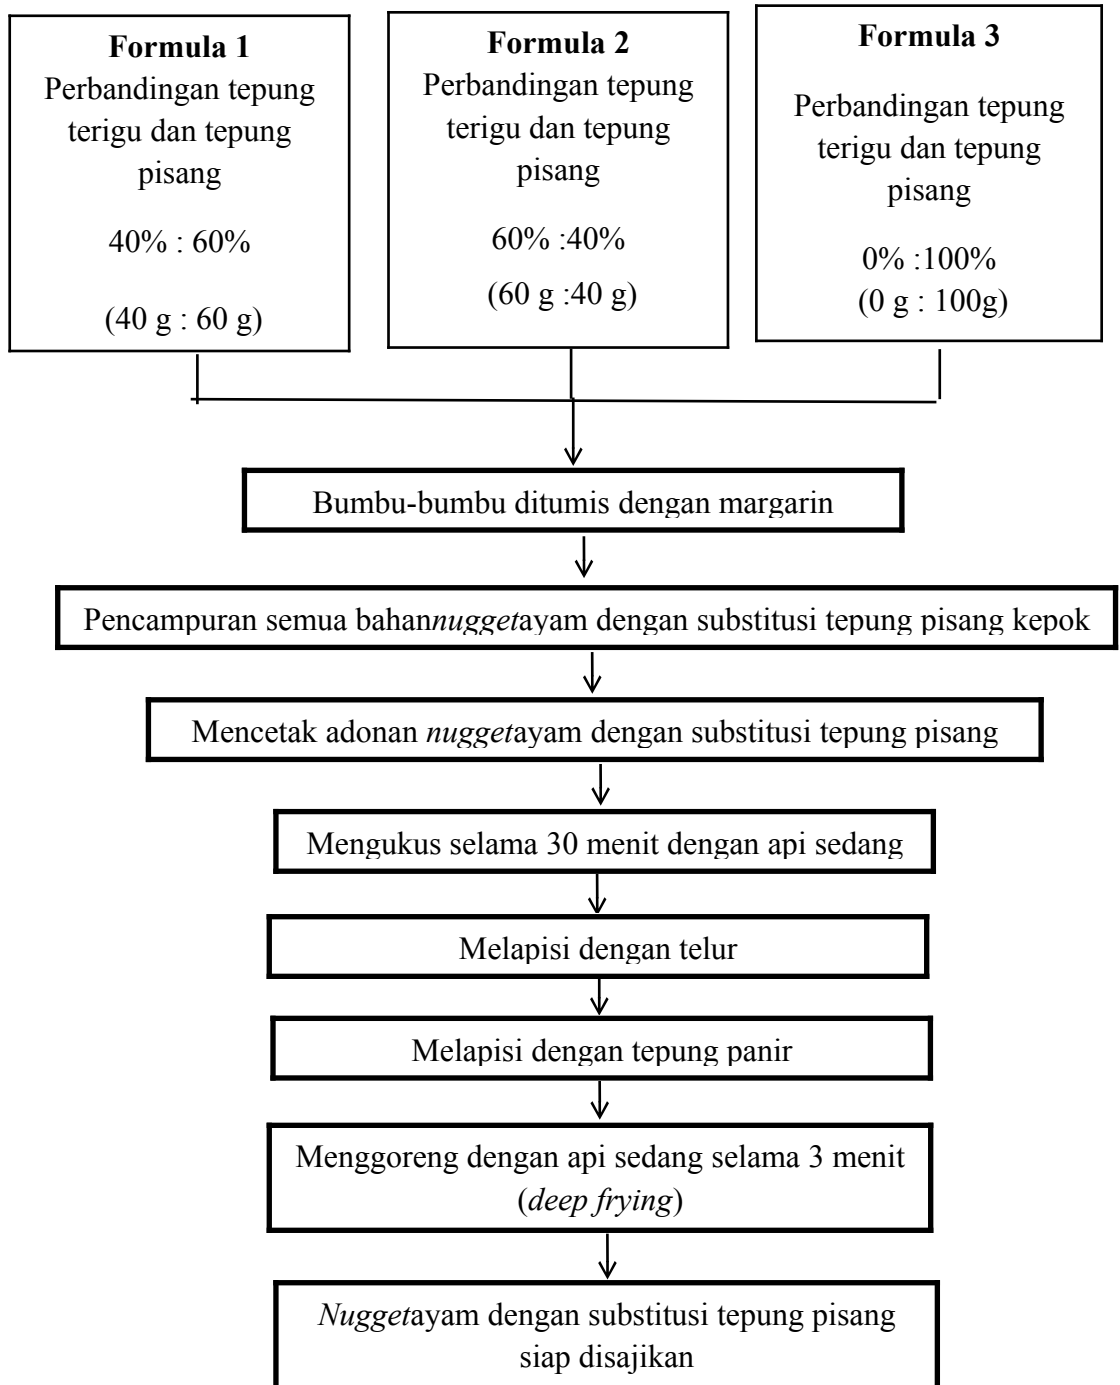 Formula 1
Perbandingan tepung
terigu dan tepung
pisang
40% : 60%
(40 g : 60 g)
Formula 2
Perbandingan tepung
terigu dan tepung
pisang
60% :40%
(60 g :40 g)
Formula 3
Perbandingan tepung
terigu dan tepung
pisang
0% :100%
(0 g : 100g)
Bumbu-bumbu ditumis dengan margarin
Pencampuran semua bahannuggetayam dengan substitusi tepung pisang kepok
Mencetak adonan nuggetayam dengan substitusi tepung pisang
Mengukus selama 30 menit dengan api sedang
Melapisi dengan telur
Melapisi dengan tepung panir
Menggoreng dengan api sedang selama 3 menit
(deep frying)
Nuggetayam dengan substitusi tepung pisang
siap disajikan